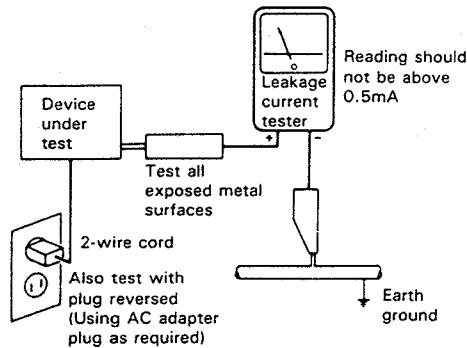 Reading should
not be above
0.5mA
Leakage
current
tester
+ -
Device
under
test
Test all
exposed metal
surfaces
2-wire cord
Also test with
plug reversed
(Using AC adapter
plug as required)
Earth
ground